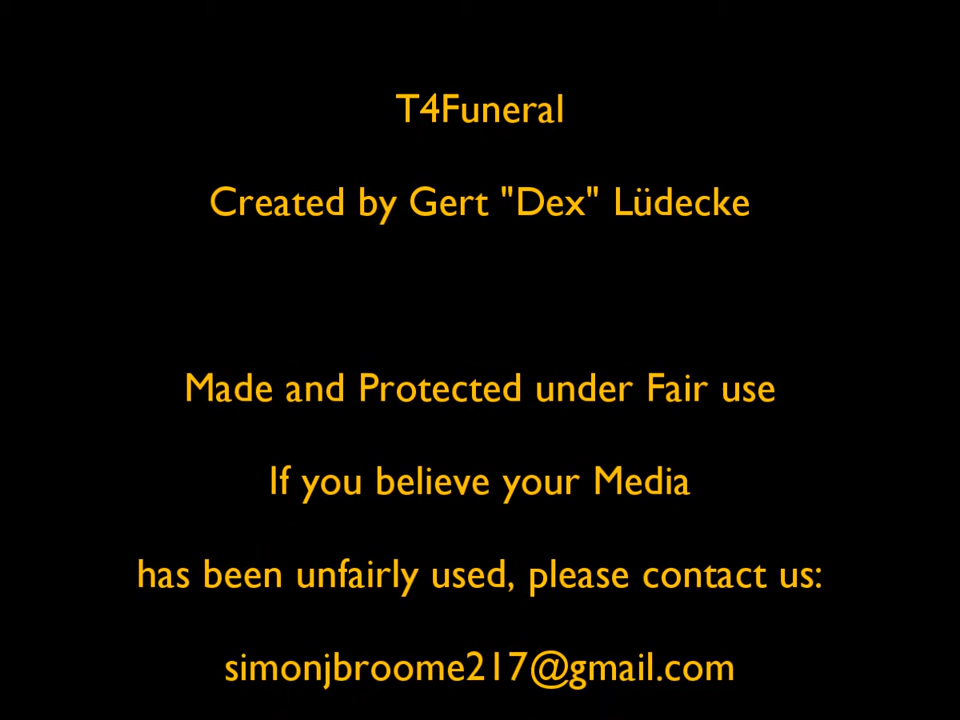 T4Funeral
Created by Gert "Dex" Lüdecke
Made and Protected under Fair use
If you believe your Media
has been unfairly used, please contact us:
simonjbroome217@gmail.com